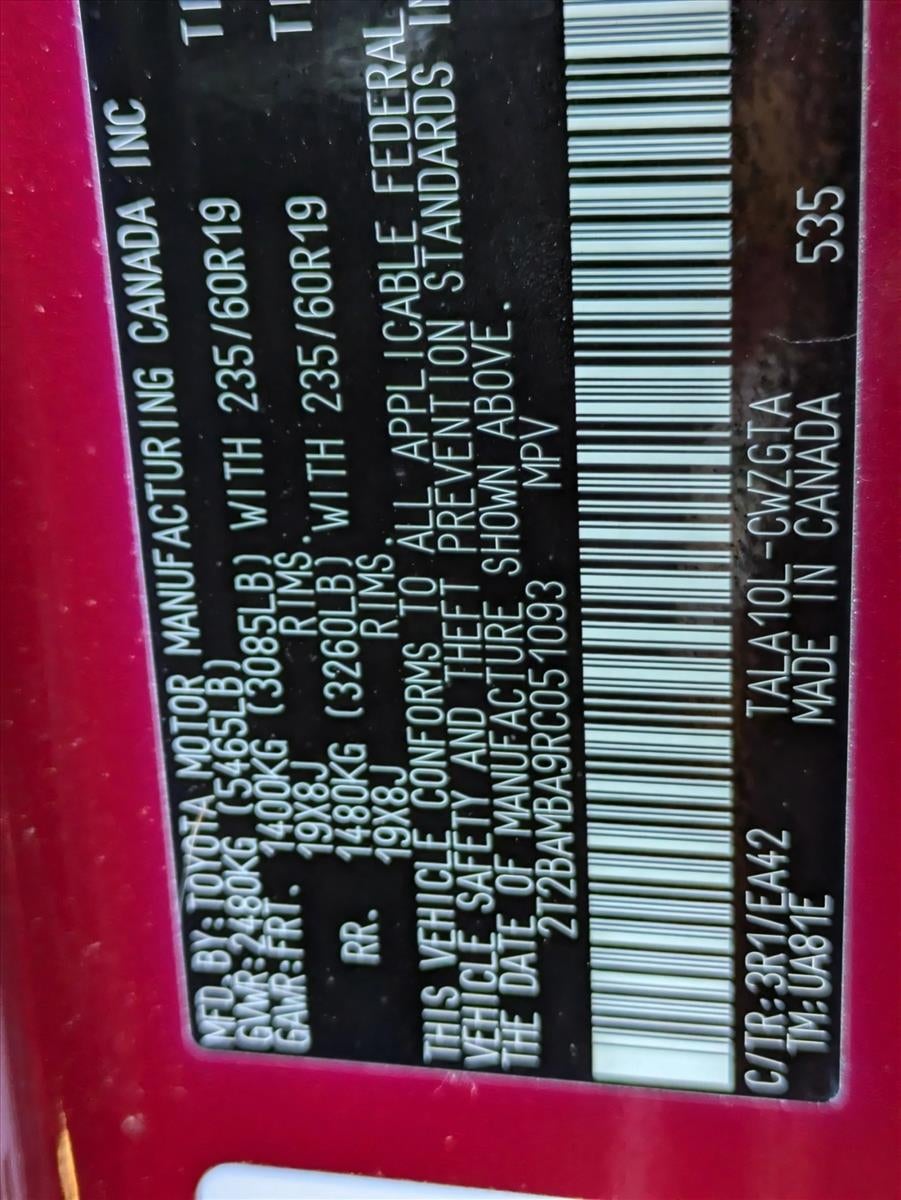 MFD. BY:TOYOTA MOTOR MANUFACTURING CANADA INC
GWWR:2480KG (5465LB)
GAWR:FRT. 1400KG (3085LB) WITH 235/60R19
19X8J RIMS.
RR. 1480KG (3260LB) WITH 235/60R19
19X8J RIMS.
THIS VEHICLE CONFORMS TO ALL APPLICABLE FEDERAL
VEHICLE SAFETY AND THEFT PREVENTION STANDARDS
THE DATE OF MANUFACTURE SHOWN ABOVE.
2T2BAMBA9RC051093 MPV
C/TR:3R1/EA42 TALA10L-CWZGTA
TM:UA81E MADE IN CANADA 535